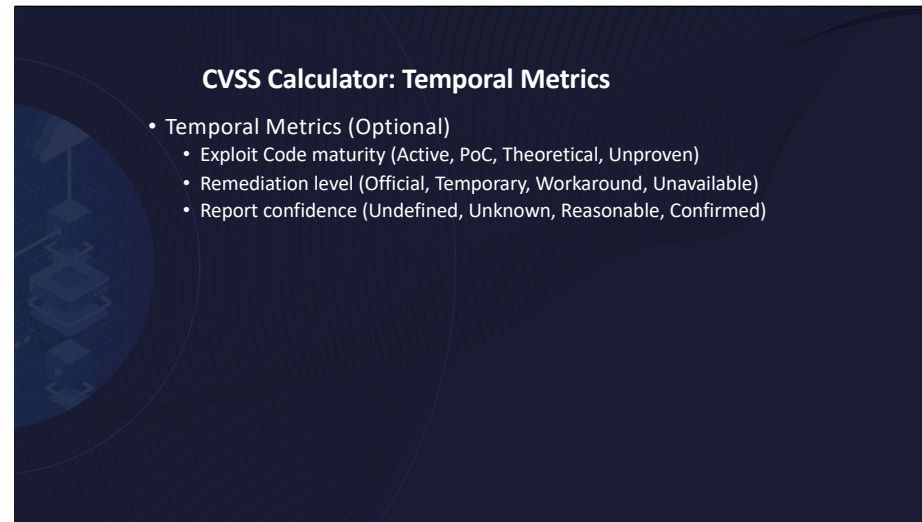 CVSS Calculator: Temporal Metrics
• Temporal Metrics (Optional)
• Exploit Code maturity (Active, PoC, Theoretical, Unproven)
• Remediation level (Official, Temporary, Workaround, Unavailable)
• Report confidence (Undefined, Unknown, Reasonable, Confirmed)